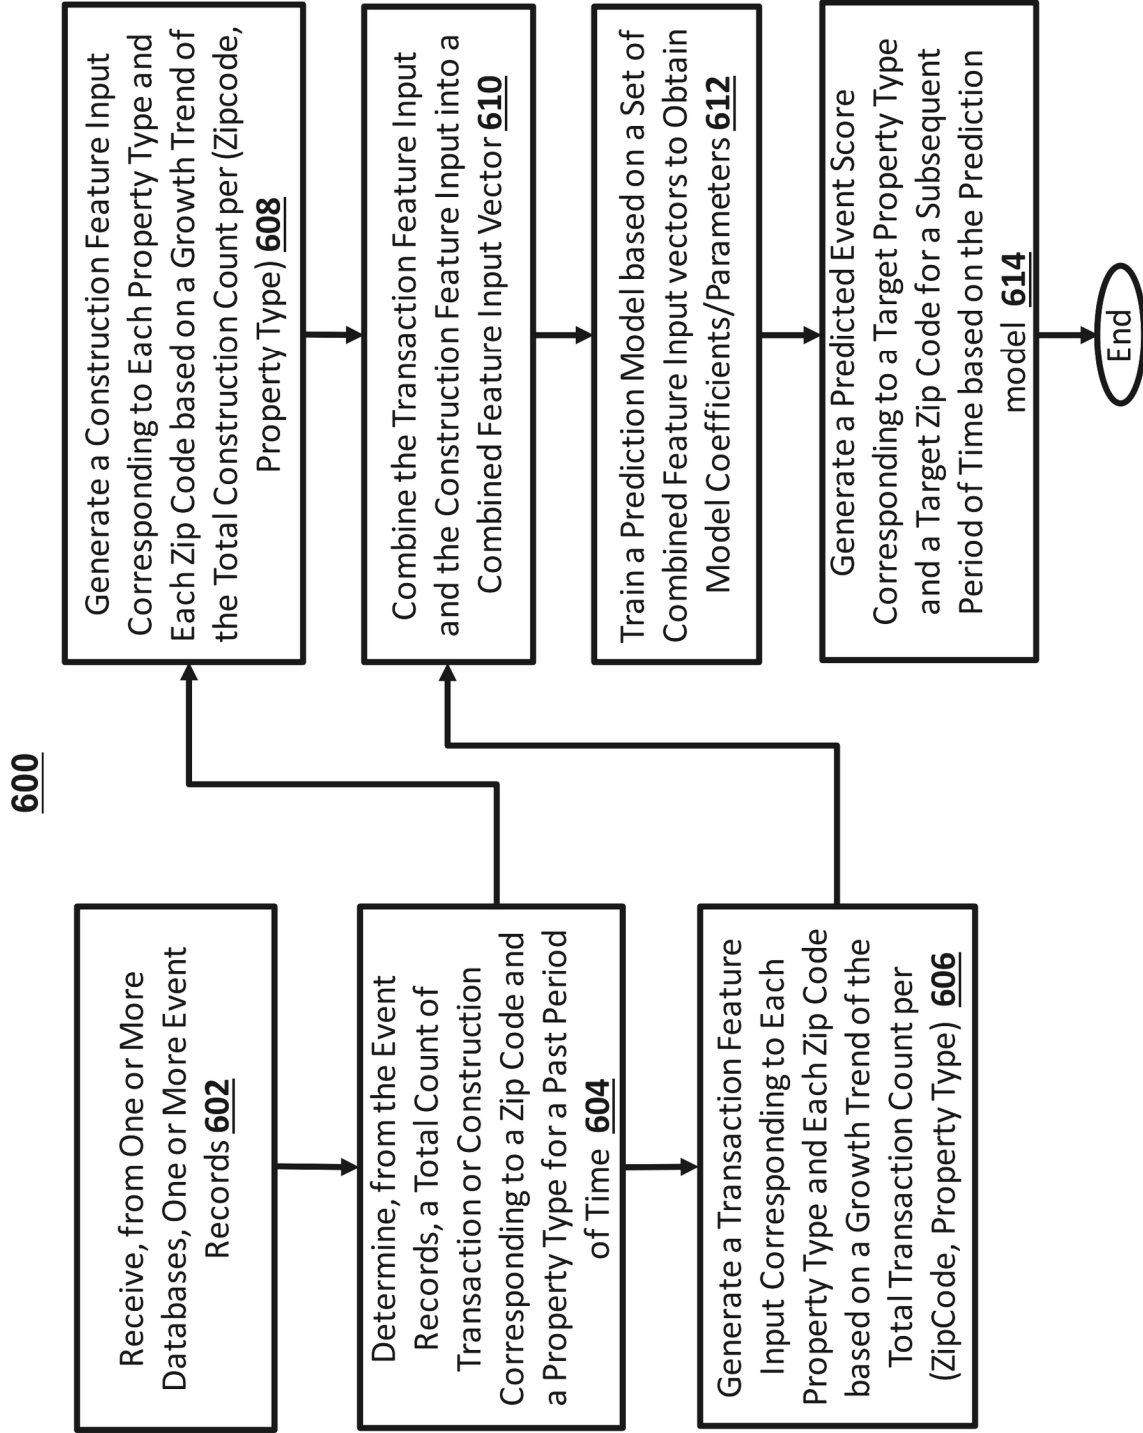 600
Receive, from One or More
Databases, One or More Event
Records 602
Determine, from the Event
Records, a Total Count of
Transaction or Construction
Corresponding to a Zip Code and
a Property Type for a Past Period
of Time 604
Generate a Transaction Feature
Input Corresponding to Each
Property Type and Each Zip Code
based on a Growth Trend of the
Total Transaction Count per
(ZipCode, Property Type) 606
Generate a Construction Feature Input
Corresponding to Each Property Type and
Each Zip Code based on a Growth Trend of
the Total Construction Count per (Zipcode,
Property Type) 608
Combine the Transaction Feature Input
and the Construction Feature Input into a
Combined Feature Input Vector 610
Train a Prediction Model based on a Set of
Combined Feature Input vectors to Obtain
Model Coefficients/Parameters 612
Generate a Predicted Event Score
Corresponding to a Target Property Type
and a Target Zip Code for a Subsequent
Period of Time based on the Prediction
model 614
End